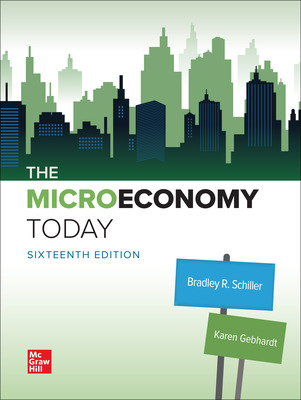 THE
MICROECONOMY
TODAY
SIXTEENTH EDITION
Bradley R. Schiller
Karen Gebhardt
Mc
Graw
Hill